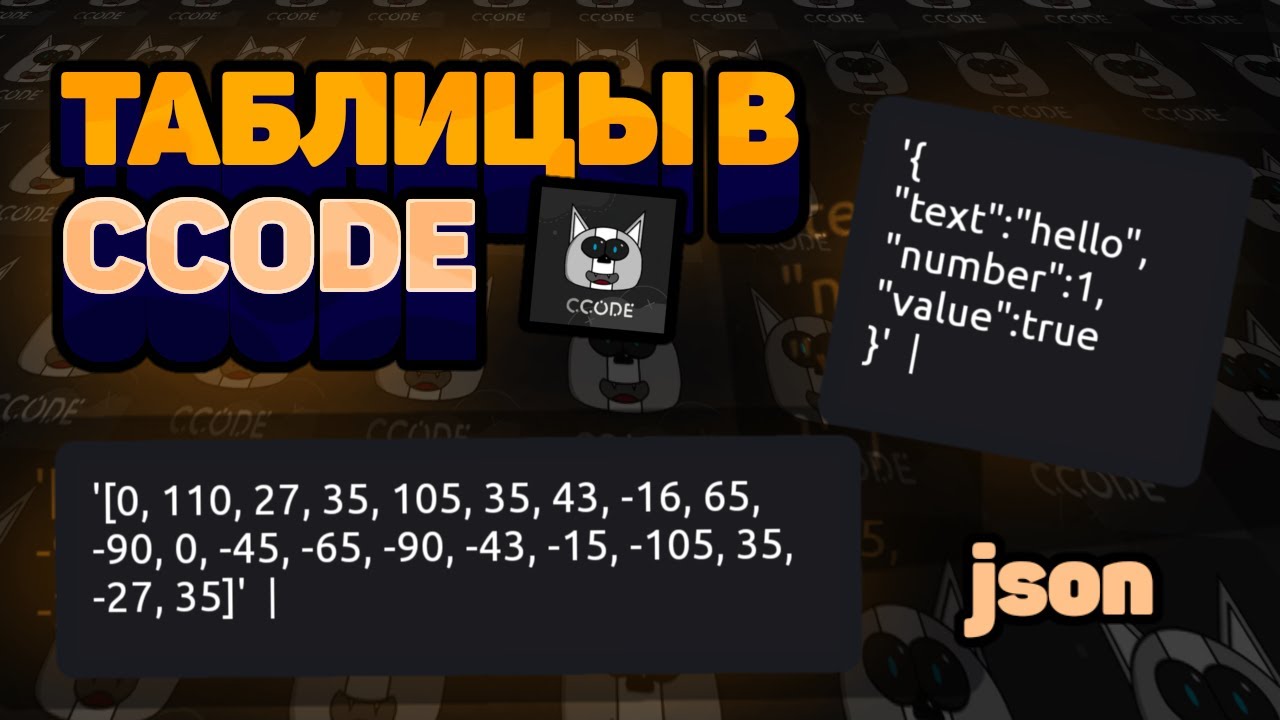 ТАБЛИЦЫ В
CCODE
CCODE
'{
"text":"hello",
"number":1,
"value":true
}' |
'[0, 110, 27, 35, 105, 35, 43, -16, 65,
-90, 0, -45, -65, -90, -43, -15, -105, 35,
-27, 35]' |
json